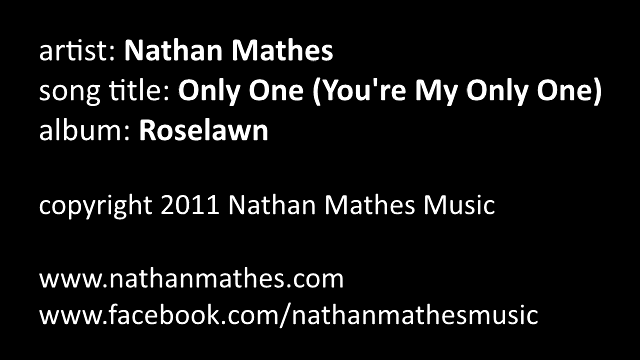 artist: Nathan Mathes
song title: Only One (You're My Only One)
album: Roselawn
copyright 2011 Nathan Mathes Music
www.nathanmathes.com
www.facebook.com/nathanmathesmusic